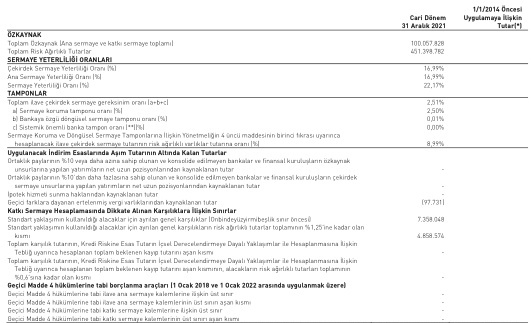 1/1/2014 Öncesi
Cari Dönem Uygulamaya İlişkin
31 Aralık 2021 Tutar(*)
ÖZKAYNAK
Toplam Özkaynak (Ana sermaye ve katkı sermaye toplamı) 100.057.828
Toplam Risk Ağırlıklı Tutarlar 451.398.782
SERMAYE YETERLİLİĞİ ORANLARI
Çekirdek Sermaye Yeterliliği Oranı (%) 16,99%
Ana Sermaye Yeterliliği Oranı (%) 16,99%
Sermaye Yeterliliği Oranı (%) 22,17%
TAMPONLAR
Toplam ilave çekirdek sermaye gereksinim oranı (a+b+c) 2,51%
a) Sermaye koruma tamponu oranı (%) 2,50%
b) Bankaya özgü döngüsel sermaye tamponu oranı (%) 0,01%
c) Sistemik önemli banka tampon oranı (**)(%) 0,00%
Sermaye Koruma ve Döngüsel Sermaye Tamponlarına İlişkin Yönetmeliğin 4 üncü maddesinin birinci fıkrası uyarınca
hesaplanacak ilave çekirdek sermaye tutarının risk ağırlıklı varlıklar tutarına oranı (%) 8,99%
Uygulanacak İndirim Esaslarında Aşım Tutarının Altında Kalan Tutarlar
Ortaklık paylarının %10 veya daha azına sahip olunan ve konsolide edilmeyen bankalar ve finansal kuruluşların özkaynak
unsurlarına yapılan yatırımların net uzun pozisyonlarından kaynaklanan tutar -
Ortaklık paylarının %10'dan daha fazlasına sahip olunan ve konsolide edilmeyen bankalar ve finansal kuruluşların çekirdek
sermaye unsurlarına yapılan yatırımların net uzun pozisyonlarından kaynaklanan tutar -
İpotek hizmeti sunma haklarından kaynaklanan tutar -
Geçici farklara dayanan ertelenmiş vergi varlıklarından kaynaklanan tutar (97.731)
Katkı Sermaye Hesaplamasında Dikkate Alınan Karşılıklara İlişkin Sınırlar
Standart yaklaşımın kullanıldığı alacaklar için ayrılan genel karşılıklar (Onbindeyüzyirmibeşlik sınır öncesi) 7.358.048
Standart yaklaşımın kullanıldığı alacaklar için ayrılan genel karşılıkların risk ağırlıklı tutarlar toplamının %1,25'ine kadar olan
kısmı 4.858.574
Toplam karşılık tutarının, Kredi Riskine Esas Tutarın İçsel Derecelendirmeye Dayalı Yaklaşımlar ile Hesaplanmasına İlişkin
Tebliğ uyarınca hesaplanan toplam beklenen kayıp tutarını aşan kısmı -
Toplam karşılık tutarının, Kredi Riskine Esas Tutarın İçsel Derecelendirmeye Dayalı Yaklaşımlar ile Hesaplanmasına İlişkin
Tebliğ uyarınca hesaplanan toplam beklenen kayıp tutarını aşan kısmının, alacakların risk ağırlıklı tutarları toplamının
%0,6'sına kadar olan kısmı -
Geçici Madde 4 hükümlerine tabi borçlanma araçları (1 Ocak 2018 ve 1 Ocak 2022 arasında uygulanmak üzere)
Geçici Madde 4 hükümlerine tabi ilave ana sermaye kalemlerine ilişkin üst sınır -
Geçici Madde 4 hükümlerine tabi ilave ana sermaye kalemlerinin üst sınırı aşan kısmı -
Geçici Madde 4 hükümlerine tabi katkı sermaye kalemlerine ilişkin üst sınır -
Geçici Madde 4 hükümlerine tabi katkı sermaye kalemlerinin üst sınırı aşan kısmı -